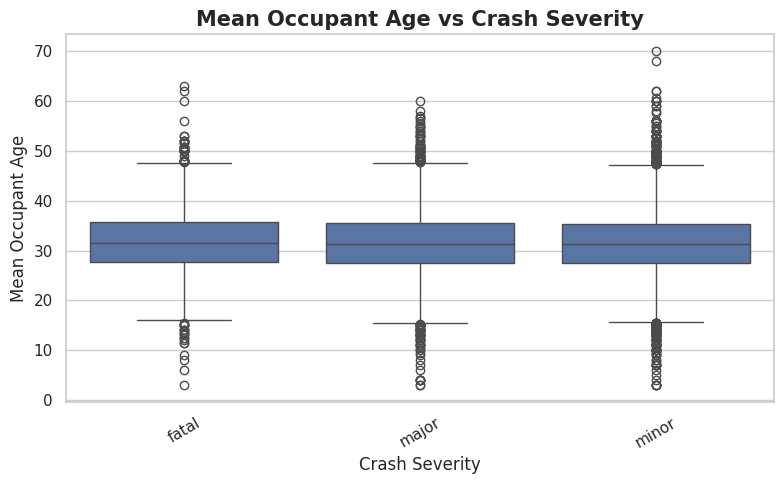 Mean Occupant Age vs Crash Severity
Mean Occupant Age
70
60
50
40
30
20
10
0
fatal
major
minor
Crash Severity